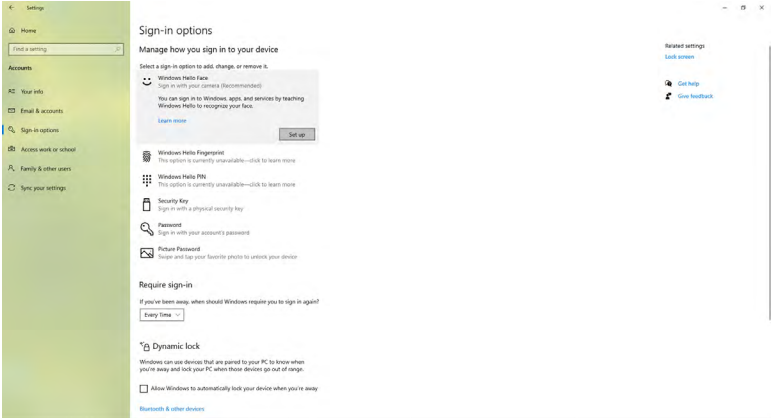 Settings
Home
Find a setting
Accounts
Your info
Email & accounts
Sign-in options
Access work or school
Family & other users
Sync your settings
Sign-in options
Manage how you sign in to your device
Select a sign-in option to add, change, or remove it.
Windows Hello Face
Sign in with your camera (Recommended)
You can sign in to Windows, apps, and services by teaching
Windows Hello to recognize your face.
Learn more
Set up
Windows Hello Fingerprint
This option is currently unavailable—click to learn more
Windows Hello PIN
This option is currently unavailable—click to learn more
Security Key
Sign in with a physical security key
Password
Sign in with your account's password
Picture Password
Swipe and tap your favorite photo to unlock your device
Require sign-in
If you've been away, when should Windows require you to sign in again?
Every Time
Dynamic lock
Windows can use devices that are paired to your PC to know when
you're away and lock your PC when those devices go out of range.
Allow Windows to automatically lock your device when you're away
Bluetooth & other devices
Related settings
Lock screen
Get help
Give feedback